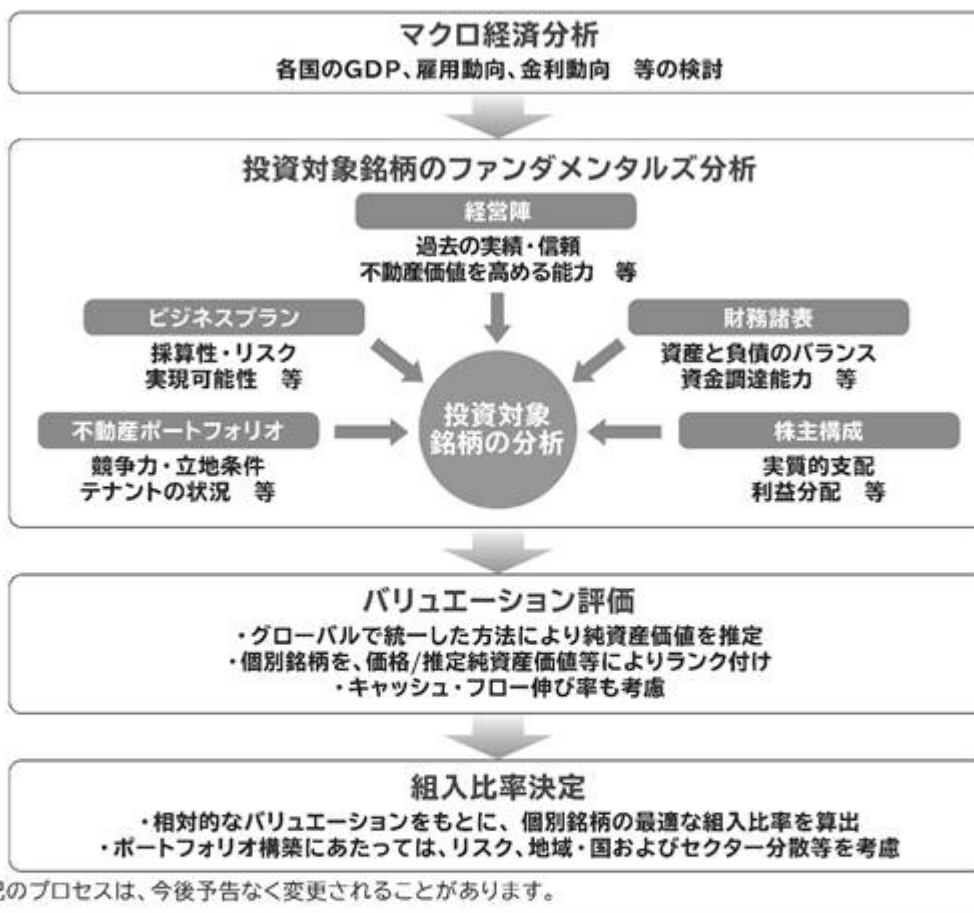 マクロ経済分析
各国のGDP、雇用動向、金利動向　等の検討
投資対象銘柄のファンダメンタルズ分析
経営陣
過去の実績・信頼
不動産価値を高める能力　等
ビジネスプラン
採算性・リスク
実現可能性　等
財務諸表
資産と負債のバランス
資金調達能力　等
不動産ポートフォリオ
競争力・立地条件
テナントの状況　等
投資対象
銘柄の分析
株主構成
実質的支配
利益分配　等
バリュエーション評価
・グローバルで統一した方法により純資産価値を推定
・個別銘柄を、価格/推定純資産価値等によりランク付け
・キャッシュ・フロー伸び率も考慮
組入比率決定
・相対的なバリュエーションをもとに、個別銘柄の最適な組入比率を算出
・ポートフォリオ構築にあたっては、リスク、地域・国およびセクター分散等を考慮
のプロセスは、今後予告なく変更されることがあります。